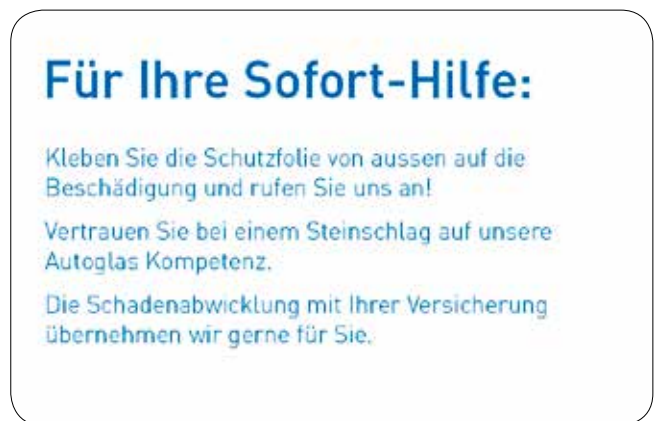 Für Ihre Sofort-Hilfe:
Kleben Sie die Schutzfolie von aussen auf die
Beschädigung und rufen Sie uns an!
Vertrauen Sie bei einem Steinschlag auf unsere
Autoglas Kompetenz.
Die Schadenabwicklung mit Ihrer Versicherung
übernehmen wir gerne für Sie.